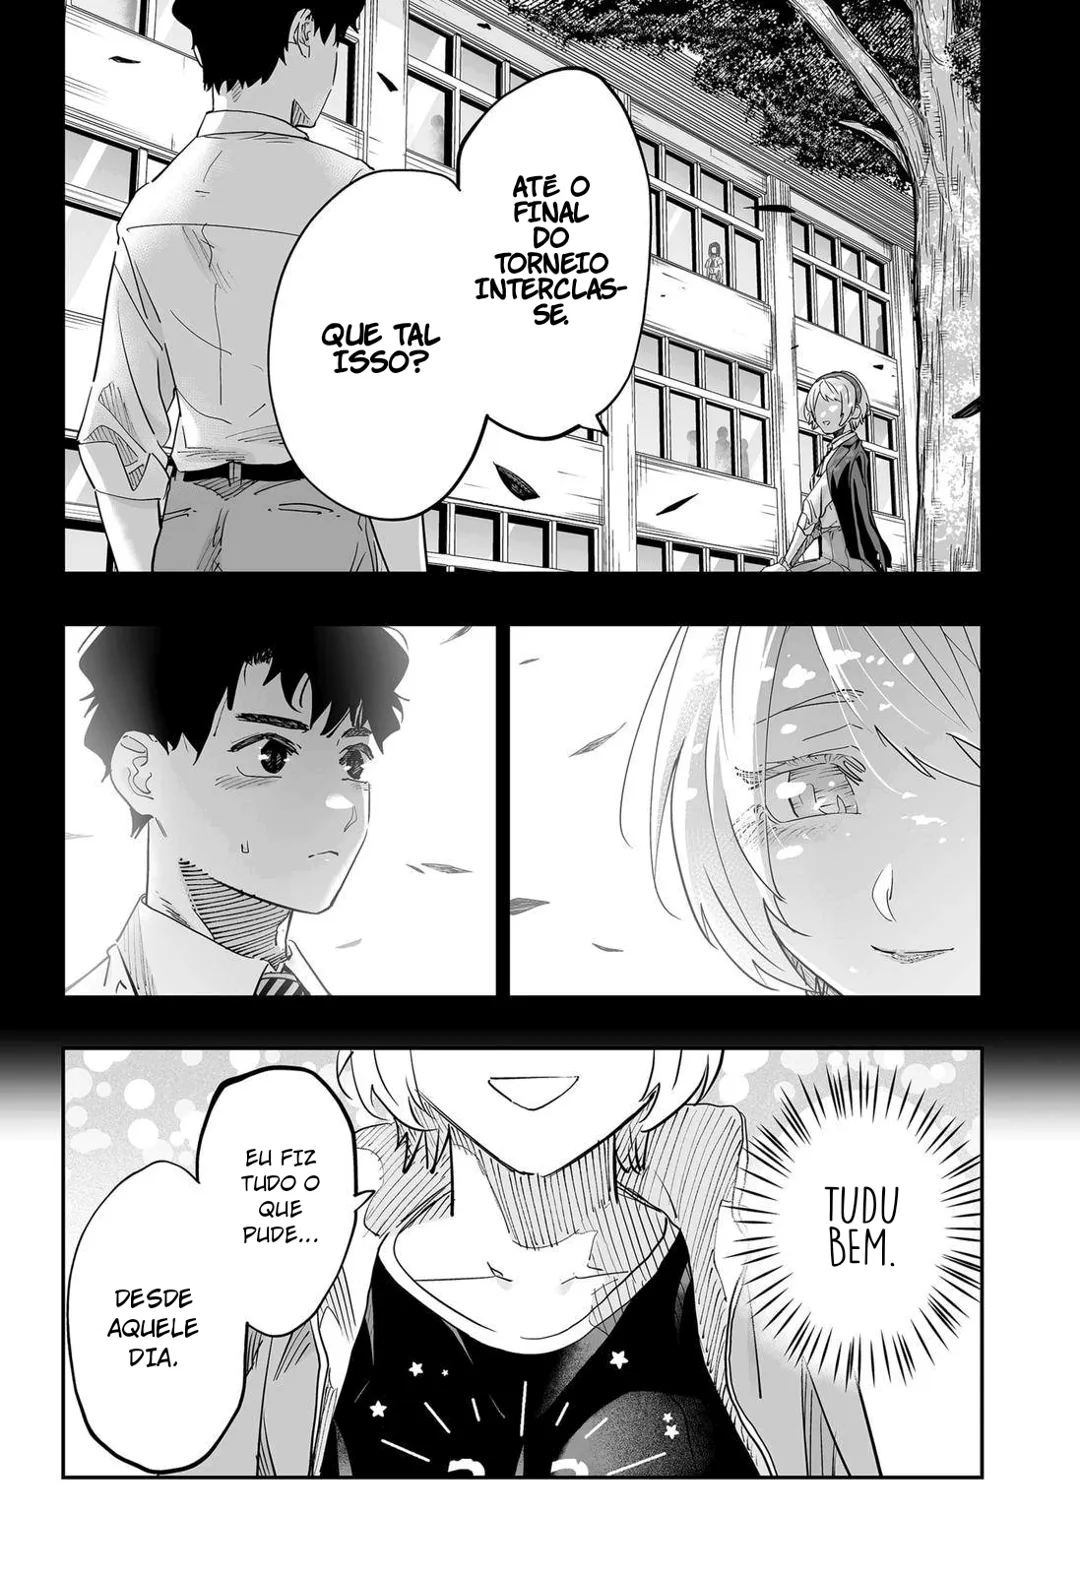 ATÉ O
FINAL
DO
TORNEIO
INTERCLAS-
SE.
QUE TAL
ISSO?
TUDU
BEM.
EU FIZ
TUDO O
QUE
PUDE...
DESDE
AQUELE
DIA.